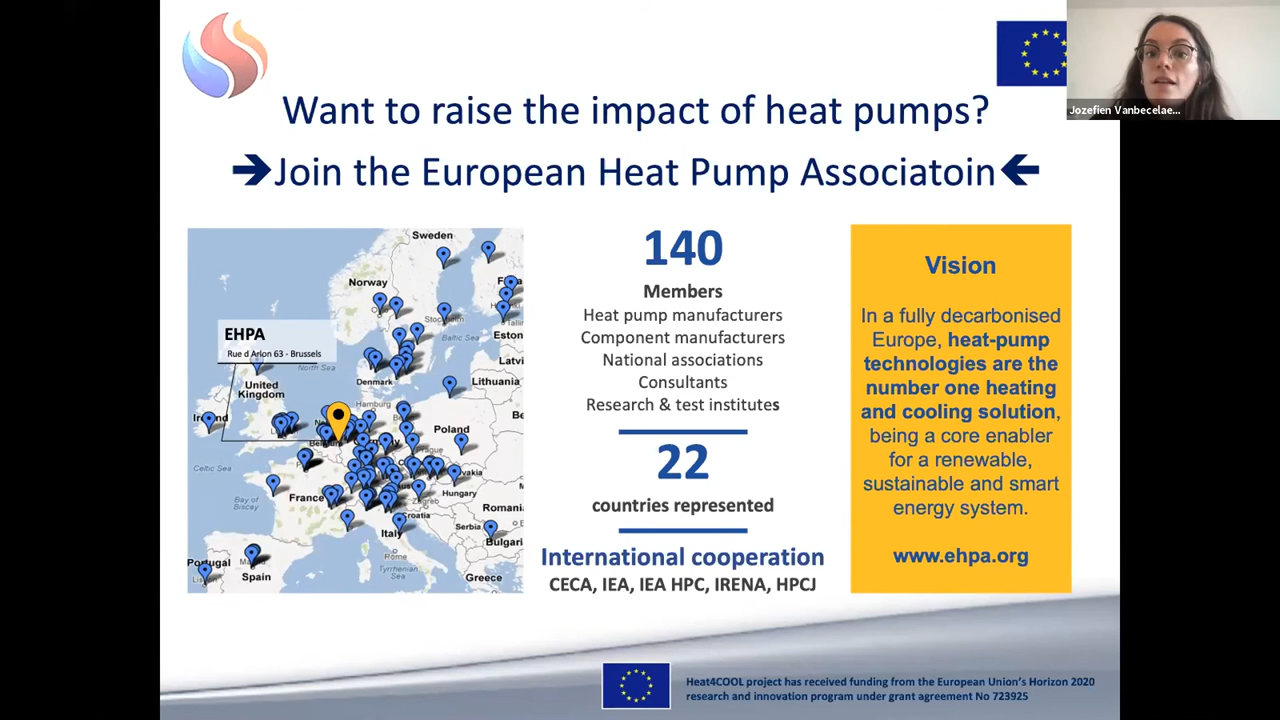 Want to raise the impact of heat pumps?
➔Join the European Heat Pump Associatoin🡰
Jozefien Vanbecelae...
Sweden
Norway
Stockholm
Baltic Sea
Eston
Latvi
EHPA
Rue d Arlon 63 - Brussels
North Sea
United
Kingdom
Denmark
Lithuania
Hamburg
Poland
Prague
Celtic Sea
Bay of
Biscay
France
Hungary
Zagreb
Croatia
Romani
Serbia
Bulgari
Italy
Rome
Tyrrhenian
Sea
Portugal
Spain
Greece
140
Members
Heat pump manufacturers
Component manufacturers
National associations
Consultants
Research & test institutes
22
countries represented
International cooperation
CECA, IEA, IEA HPC, IRENA, HPCJ
Vision
In a fully decarbonised
Europe, heat-pump
technologies are the
number one heating
and cooling solution,
being a core enabler
for a renewable,
sustainable and smart
energy system.
www.ehpa.org
Heat4COOL project has received funding from the European Union's Horizon 2020
research and innovation program under grant agreement No 723925